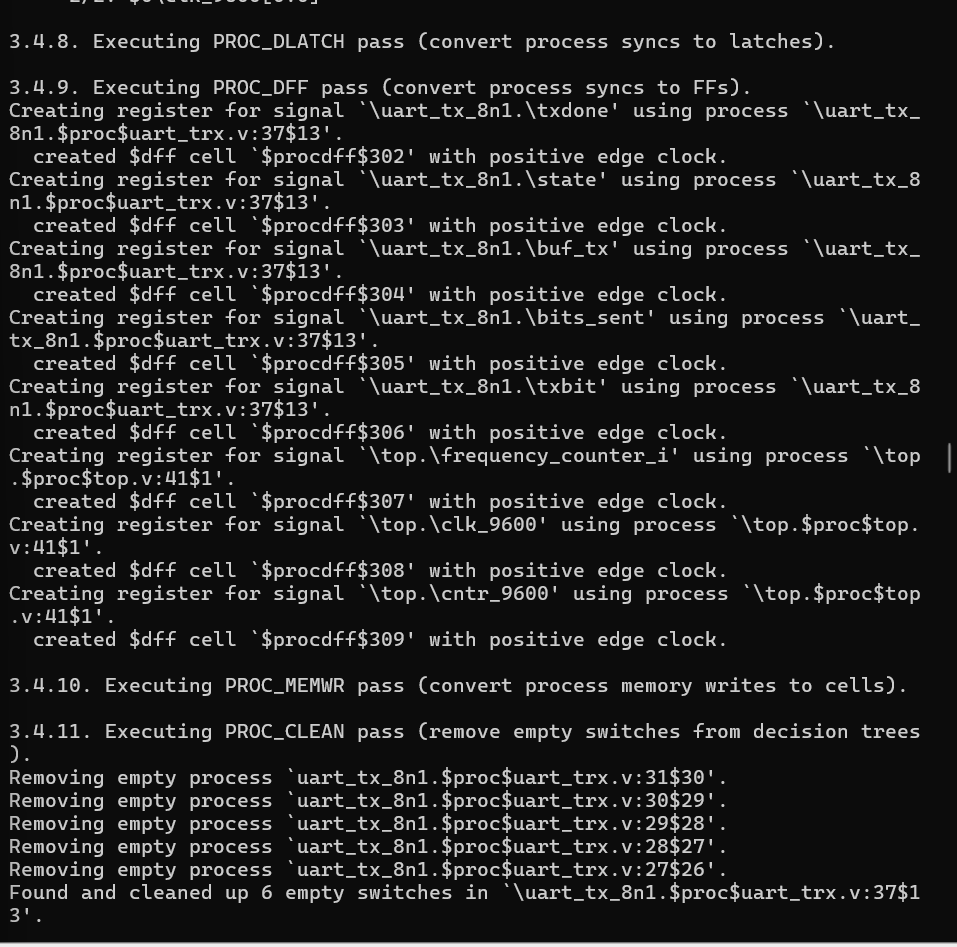 3.4.8. Executing PROC_DLATCH pass (convert process syncs to latches).
3.4.9. Executing PROC_DFF pass (convert process syncs to FFs).
Creating register for signal `\uart_tx_8n1.\txdone' using process `\uart_tx_
8n1.$proc$uart_trx.v:37$13'.
  created $dff cell `$procdff$302' with positive edge clock.
Creating register for signal `\uart_tx_8n1.\state' using process `\uart_tx_8
n1.$proc$uart_trx.v:37$13'.
  created $dff cell `$procdff$303' with positive edge clock.
Creating register for signal `\uart_tx_8n1.\buf_tx' using process `\uart_tx_
8n1.$proc$uart_trx.v:37$13'.
  created $dff cell `$procdff$304' with positive edge clock.
Creating register for signal `\uart_tx_8n1.\bits_sent' using process `\uart_
tx_8n1.$proc$uart_trx.v:37$13'.
  created $dff cell `$procdff$305' with positive edge clock.
Creating register for signal `\uart_tx_8n1.\txbit' using process `\uart_tx_8
n1.$proc$uart_trx.v:37$13'.
  created $dff cell `$procdff$306' with positive edge clock.
Creating register for signal `\top.\frequency_counter_i' using process `\top
.$proc$top.v:41$1'.
  created $dff cell `$procdff$307' with positive edge clock.
Creating register for signal `\top.\clk_9600' using process `\top.$proc$top.
v:41$1'.
  created $dff cell `$procdff$308' with positive edge clock.
Creating register for signal `\top.\cntr_9600' using process `\top.$proc$top
.v:41$1'.
  created $dff cell `$procdff$309' with positive edge clock.
3.4.10. Executing PROC_MEMWR pass (convert process memory writes to cells).
3.4.11. Executing PROC_CLEAN pass (remove empty switches from decision trees
).
Removing empty process `uart_tx_8n1.$proc$uart_trx.v:31$30'.
Removing empty process `uart_tx_8n1.$proc$uart_trx.v:30$29'.
Removing empty process `uart_tx_8n1.$proc$uart_trx.v:29$28'.
Removing empty process `uart_tx_8n1.$proc$uart_trx.v:28$27'.
Removing empty process `uart_tx_8n1.$proc$uart_trx.v:27$26'.
Found and cleaned up 6 empty switches in `\uart_tx_8n1.$proc$uart_trx.v:37$1
3'.